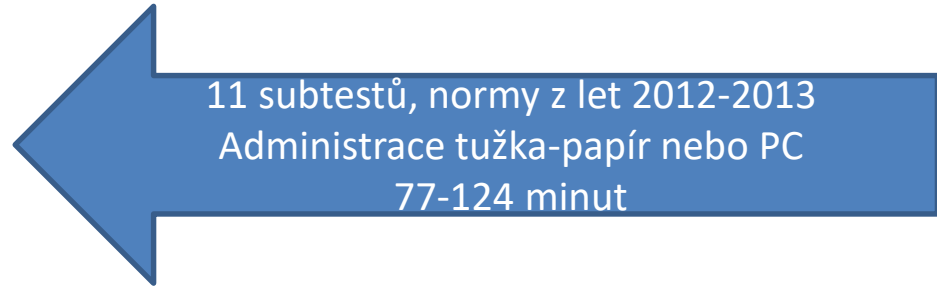 11 subtestů, normy z let 2012-2013
Administrace tužka-papír nebo PC
77-124 minut